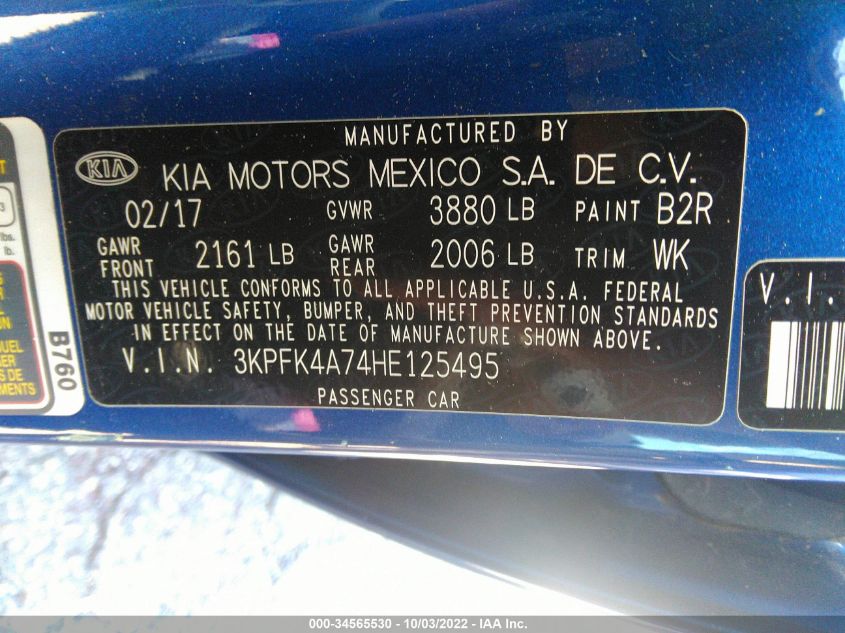 MANUFACTURED BY
KIA KIA MOTORS MEXICO S.A. DE C.V.
02/17 GVWR 3880 LB PAINT B2R
GAWR FRONT 2161 LB GAWR REAR 2006 LB TRIM WK
THIS VEHICLE CONFORMS TO ALL APPLICABLE U.S.A. FEDERAL
MOTOR VEHICLE SAFETY, BUMPER, AND THEFT PREVENTION STANDARDS
IN EFFECT ON THE DATE OF MANUFACTURE SHOWN ABOVE.
V.I.N. 3KPFK4A74HE125495
PASSENGER CAR
B760
V.I.
lbs.
lb.
000-34565530 - 10/03/2022 - IAA Inc.